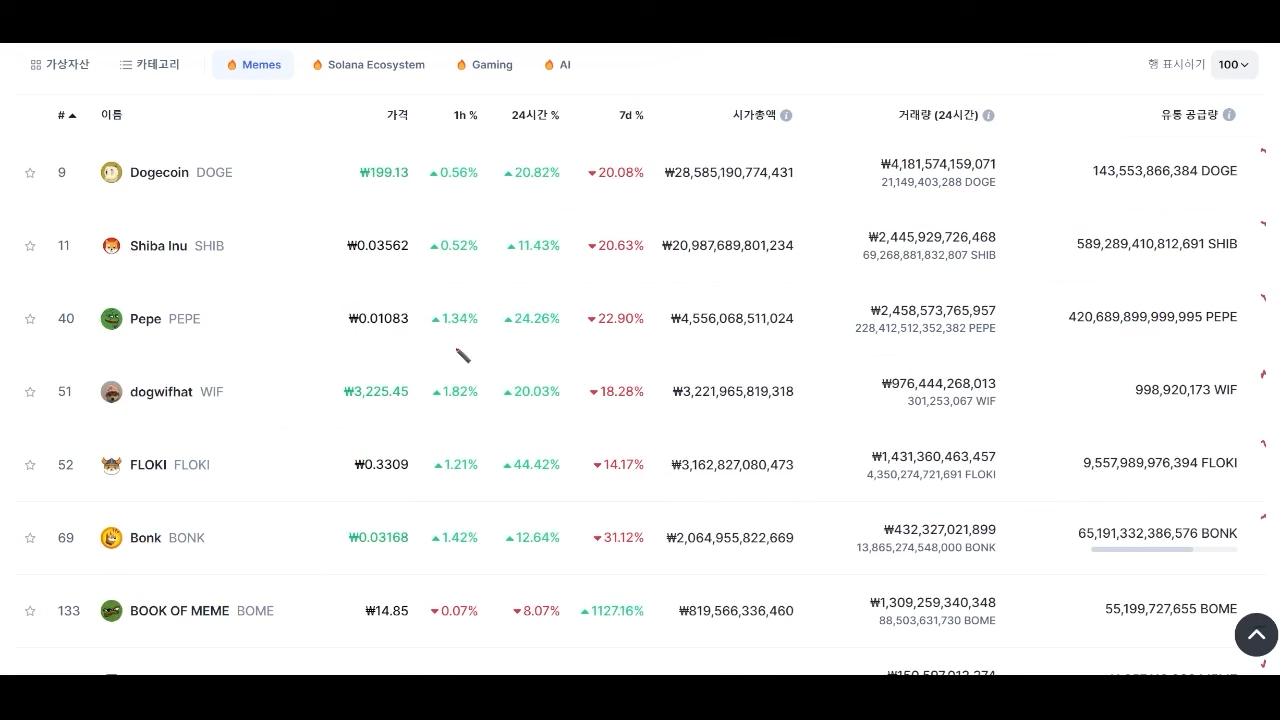 가상자산 카테고리 Memes Solana Ecosystem Gaming AI 행 표시하기 100
# 이름 가격 1h % 24시간 % 7d % 시가총액 거래량 (24시간) 유통 공급량
9 Dogecoin DOGE ₩199.13 0.56% 20.82% 20.08% ₩28,585,190,774,431 ₩4,181,574,159,071 143,553,866,384 DOGE
21,149,403,288 DOGE
11 Shiba Inu SHIB ₩0.03562 0.52% 11.43% 20.63% ₩20,987,689,801,234 ₩2,445,929,726,468 589,289,410,812,691 SHIB
69,268,881,832,807 SHIB
40 Pepe PEPE ₩0.01083 1.34% 24.26% 22.90% ₩4,556,068,511,024 ₩2,458,573,765,957 420,689,899,999,995 PEPE
228,412,512,352,382 PEPE
51 dogwifhat WIF ₩3,225.45 1.82% 20.03% 18.28% ₩3,221,965,819,318 ₩976,444,268,013 998,920,173 WIF
301,253,067 WIF
52 FLOKI FLOKI ₩0.3309 1.21% 44.42% 14.17% ₩3,162,827,080,473 ₩1,431,360,463,457 9,557,989,976,394 FLOKI
4,350,274,721,691 FLOKI
69 Bonk BONK ₩0.03168 1.42% 12.64% 31.12% ₩2,064,955,822,669 ₩432,327,021,899 65,191,332,386,576 BONK
13,865,274,548,000 BONK
133 BOOK OF MEME BOME ₩14.85 0.07% 8.07% 1127.16% ₩819,566,336,460 ₩1,309,259,340,348 55,199,727,655 BOME
88,503,631,730 BOME